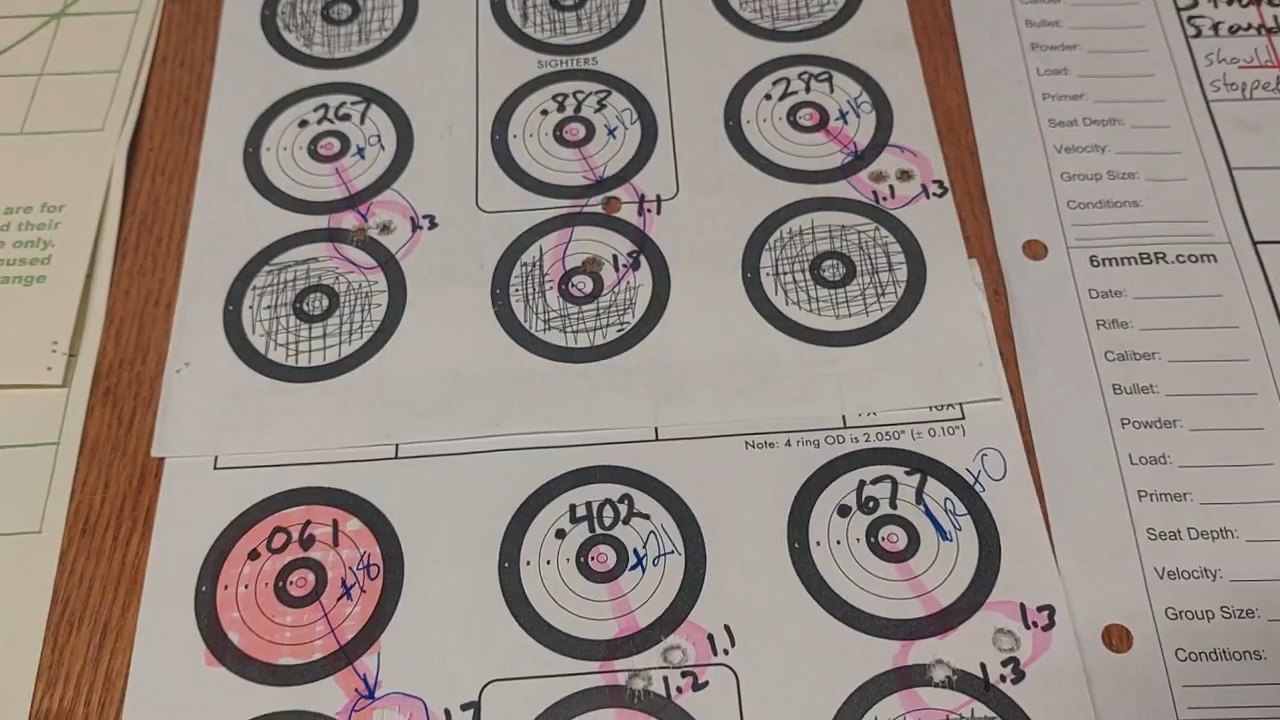 SIGHTERS
.267
+9
1.3
.883
+12
1.1
1.8
.289
+15
1.1 1.3
Note: 4 ring OD is 2.050" (± 0.10")
.061
+18
.402
+21
1.1
1.2
.677
+0
1.3
1.3
are for
d their
e only.
used
ange
Bullet:
Powder:
Load:
Primer:
Seat Depth:
Velocity:
Group Size:
Conditions:
6mmBR.com
Date:
Rifle:
Caliber:
Bullet:
Powder:
Load:
Primer:
Seat Depth:
Velocity:
Group Size:
Conditions:
should
stopped